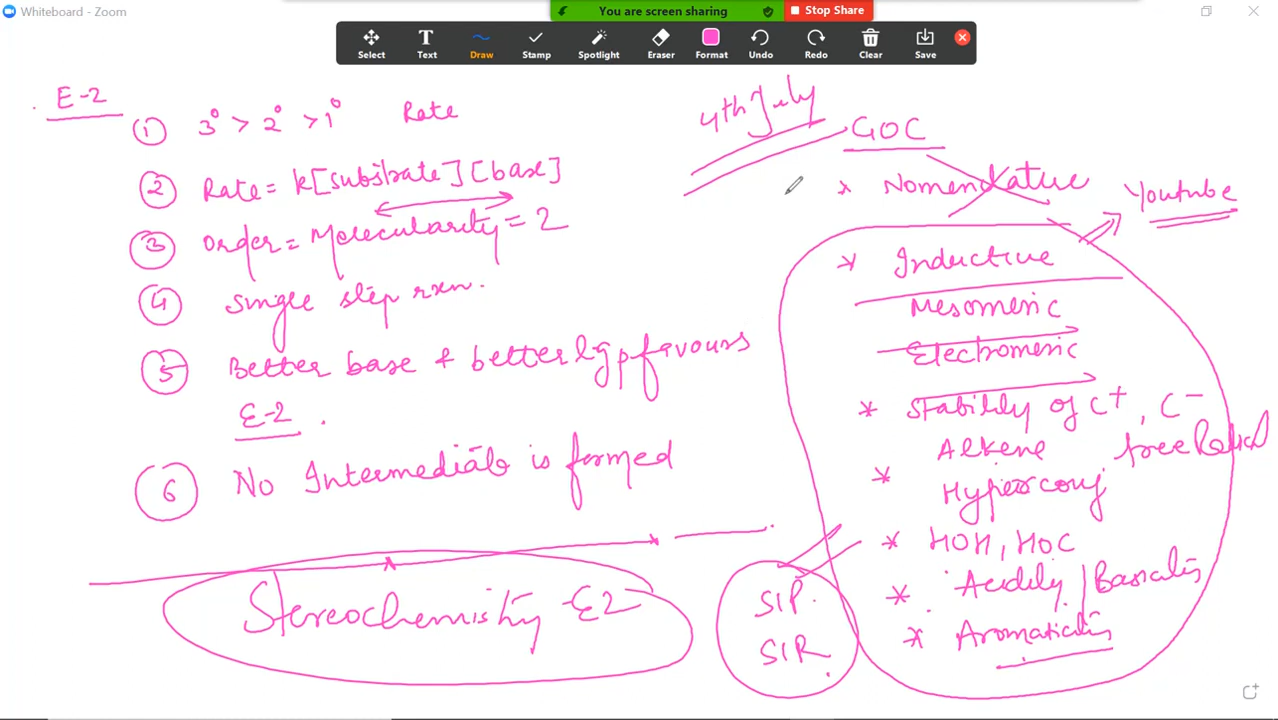 Whiteboard - Zoom
You are screen sharing
Stop Share
Select
Text
Draw
Stamp
Spotlight
Eraser
Format
Undo
Redo
Clear
Save
E-2
① 3° > 2° > 1° Rate
② Rate = k[substrate][base]
③ Order = Molecularity = 2
④ Single step rxn.
⑤ Better base + better lgp favours
E-2.
⑥ No Intermediate is formed
Stereochemistry E2
4th July
GOC
* Nomenclature
Youtube
* Inductive
Mesomeric
Electromeric
* Stability of C+, C-
Alkene free Radical
* Hyperconj
* HOH, HOC
* Acidity / Basicity
* Aromaticity
SIP
SIR